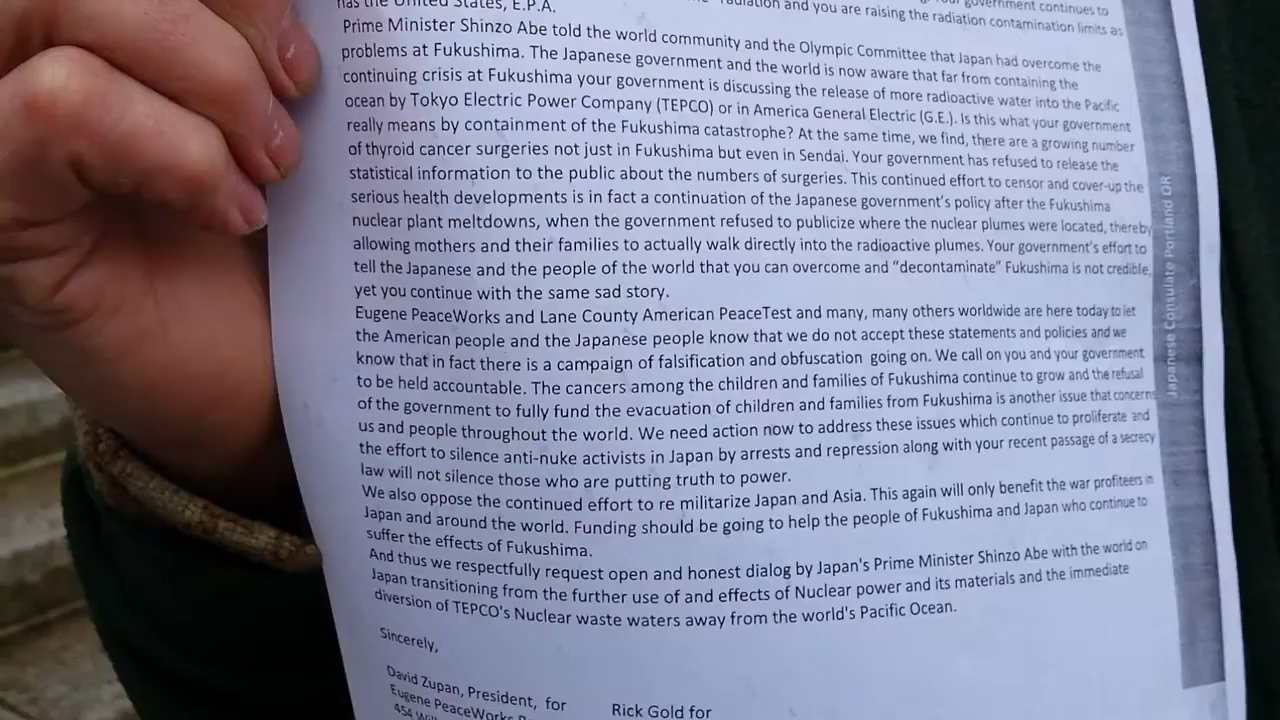 government continues to
has the United States, E.P.A. radiation and you are raising the radiation contamination limits as
Prime Minister Shinzo Abe told the world community and the Olympic Committee that Japan had overcome the
problems at Fukushima. The Japanese government and the world is now aware that far from containing the
continuing crisis at Fukushima your government is discussing the release of more radioactive water into the Pacific
ocean by Tokyo Electric Power Company (TEPCO) or in America General Electric (G.E.). Is this what your government
really means by containment of the Fukushima catastrophe? At the same time, we find, there are a growing number
of thyroid cancer surgeries not just in Fukushima but even in Sendai. Your government has refused to release the
statistical information to the public about the numbers of surgeries. This continued effort to censor and cover-up the
serious health developments is in fact a continuation of the Japanese government's policy after the Fukushima
nuclear plant meltdowns, when the government refused to publicize where the nuclear plumes were located, thereby
allowing mothers and their families to actually walk directly into the radioactive plumes. Your government's effort to
tell the Japanese and the people of the world that you can overcome and "decontaminate" Fukushima is not credible,
yet you continue with the same sad story.
Eugene PeaceWorks and Lane County American PeaceTest and many, many others worldwide are here today to let
the American people and the Japanese people know that we do not accept these statements and policies and we
know that in fact there is a campaign of falsification and obfuscation going on. We call on you and your government
to be held accountable. The cancers among the children and families of Fukushima continue to grow and the refusal
of the government to fully fund the evacuation of children and families from Fukushima is another issue that concerns
us and people throughout the world. We need action now to address these issues which continue to proliferate and
the effort to silence anti-nuke activists in Japan by arrests and repression along with your recent passage of a secrecy
law will not silence those who are putting truth to power.
We also oppose the continued effort to re militarize Japan and Asia. This again will only benefit the war profiteers in
Japan and around the world. Funding should be going to help the people of Fukushima and Japan who continue to
suffer the effects of Fukushima.
And thus we respectfully request open and honest dialog by Japan's Prime Minister Shinzo Abe with the world on
Japan transitioning from the further use of and effects of Nuclear power and its materials and the immediate
diversion of TEPCO's Nuclear waste waters away from the world's Pacific Ocean.
Sincerely,
David Zupan, President, for
Eugene PeaceWorks
454
Rick Gold for
Japanese Consulate Portland OR